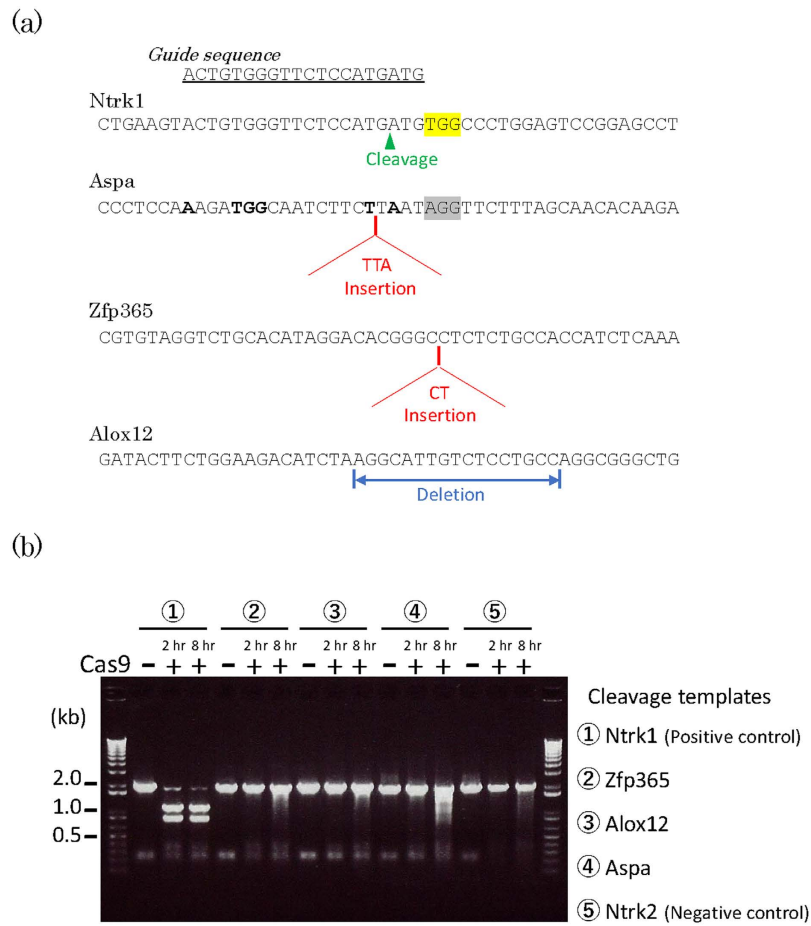 (a)
Guide sequence
ACTGTGGGTTCTCCATGATG
Ntrk1
CTGAAGTACTGTGGGTTCTCCATGATGTGGCCCTGGAGTCCGGAGCCT
Cleavage
Aspa
CCCTCCAAAGATGGCAATCTTCTTAATAGGTTCTTTAGCAACACAAGA
TTA
Insertion
Zfp365
CGTGTAGGTCTGCACATAGGACACGGGCCTCTCTGCCACCATCTCAAA
CT
Insertion
Alox12
GATACTTCTGGAAGACATCTAAGGCATTGTCTCCTGCCAGGCGGGCTG
Deletion
(b)
① ② ③ ④ ⑤
2 hr 8 hr 2 hr 8 hr 2 hr 8 hr 2 hr 8 hr 2 hr 8 hr
Cas9 − + + − + + − + + − + + − + +
(kb)
2.0
1.0
0.5
Cleavage templates
① Ntrk1 (Positive control)
② Zfp365
③ Alox12
④ Aspa
⑤ Ntrk2 (Negative control)